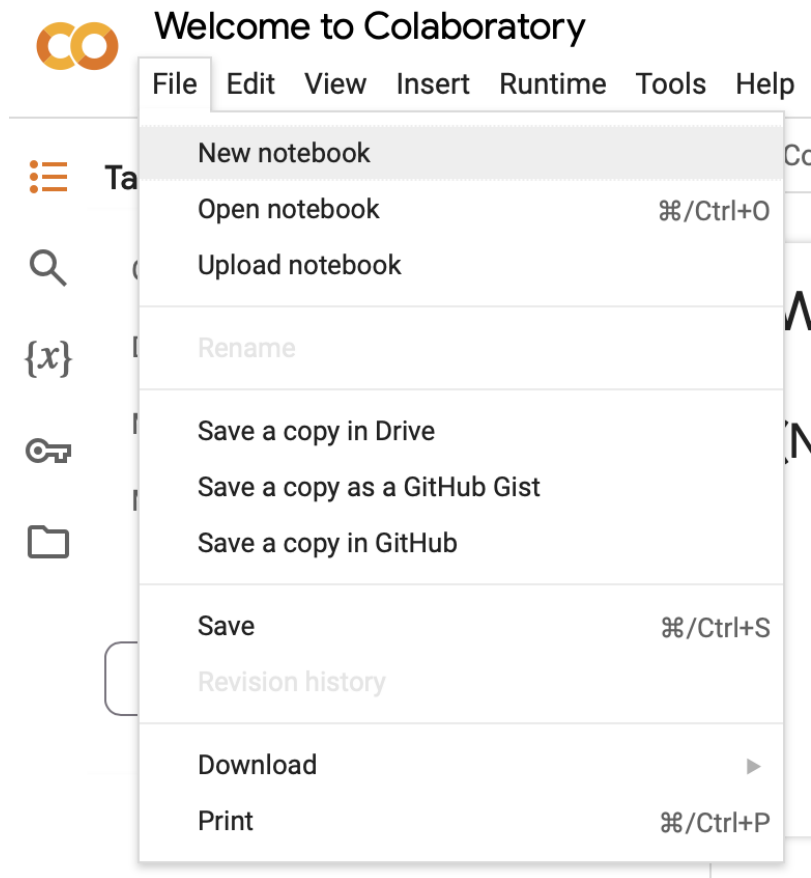 Welcome to Colaboratory
File Edit View Insert Runtime Tools Help
New notebook
Open notebook ⌘/Ctrl+O
Upload notebook
Rename
Save a copy in Drive
Save a copy as a GitHub Gist
Save a copy in GitHub
Save ⌘/Ctrl+S
Revision history
Download
Print ⌘/Ctrl+P
{x}